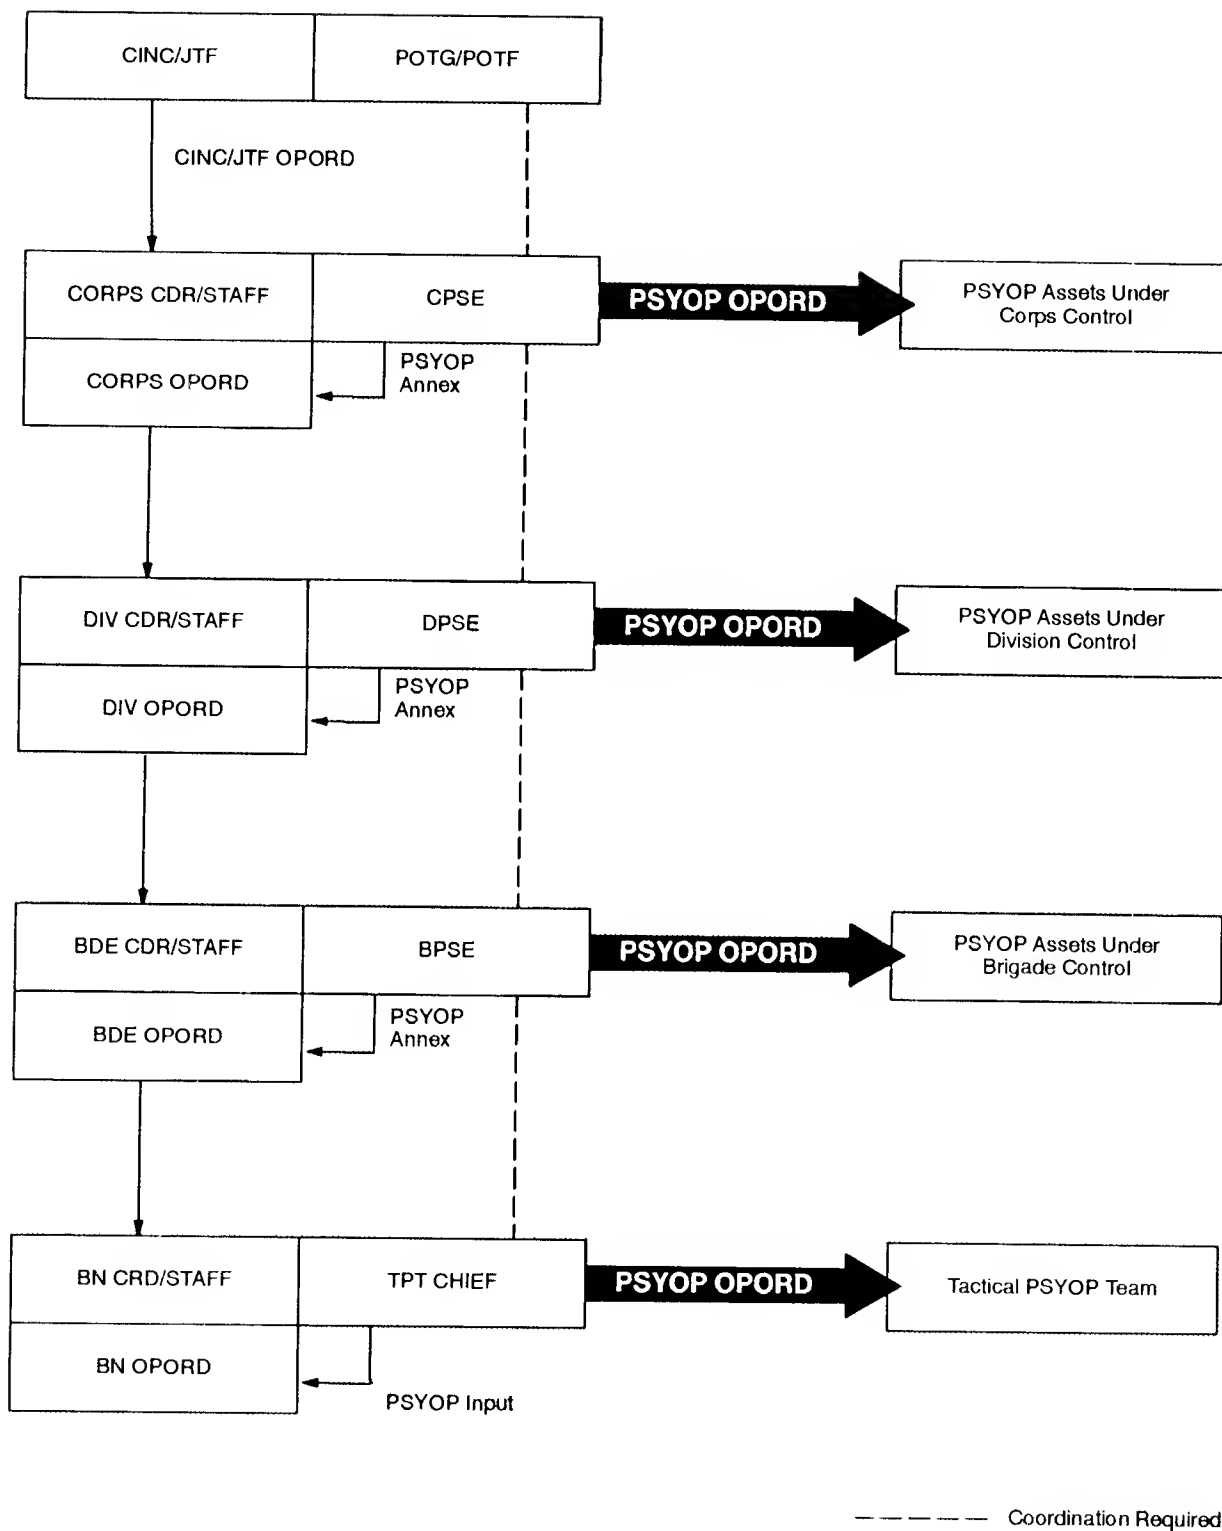 CINC/JTF
POTG/POTF
CINC/JTF OPORD
CORPS CDR/STAFF
CPSE
PSYOP OPORD
PSYOP Assets Under
Corps Control
CORPS OPORD
PSYOP
Annex
DIV CDR/STAFF
DPSE
PSYOP OPORD
PSYOP Assets Under
Division Control
DIV OPORD
PSYOP
Annex
BDE CDR/STAFF
BPSE
PSYOP OPORD
PSYOP Assets Under
Brigade Control
BDE OPORD
PSYOP
Annex
BN CRD/STAFF
TPT CHIEF
PSYOP OPORD
Tactical PSYOP Team
BN OPORD
PSYOP Input
Coordination Required